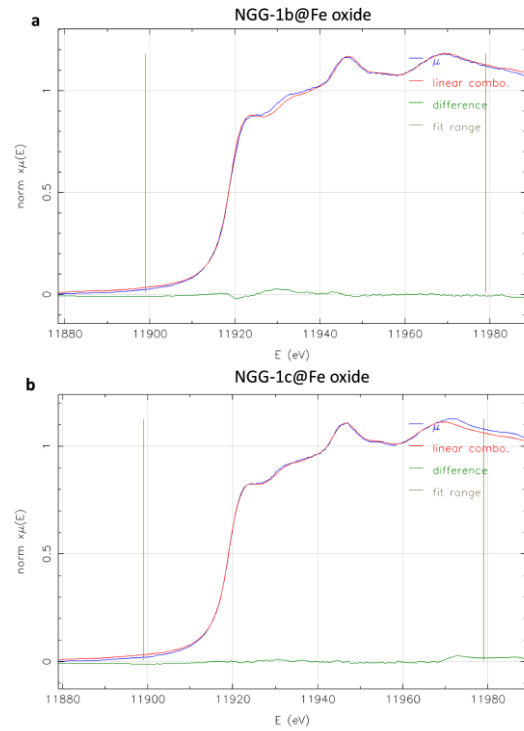 a
NGG-1b@Fe oxide
μ
linear combo.
difference
fit range
norm xμ(E)
1
0.5
0
11880 11900 11920 11940 11960 11980
E (eV)
b
NGG-1c@Fe oxide
μ
linear combo.
difference
fit range
norm xμ(E)
1
0.5
0
11880 11900 11920 11940 11960 11980
E (eV)